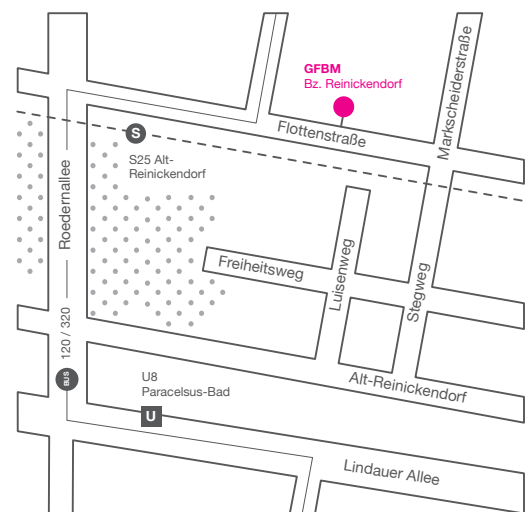 GFBM
Bz. Reinickendorf
Markscheiderstraße
Flottenstraße
S
S25 Alt-
Reinickendorf
Roedernallee
Freiheitsweg
Luisenweg
Stegweg
120 / 320
BUS
U8
Paracelsus-Bad
U
Alt-Reinickendorf
Lindauer Allee